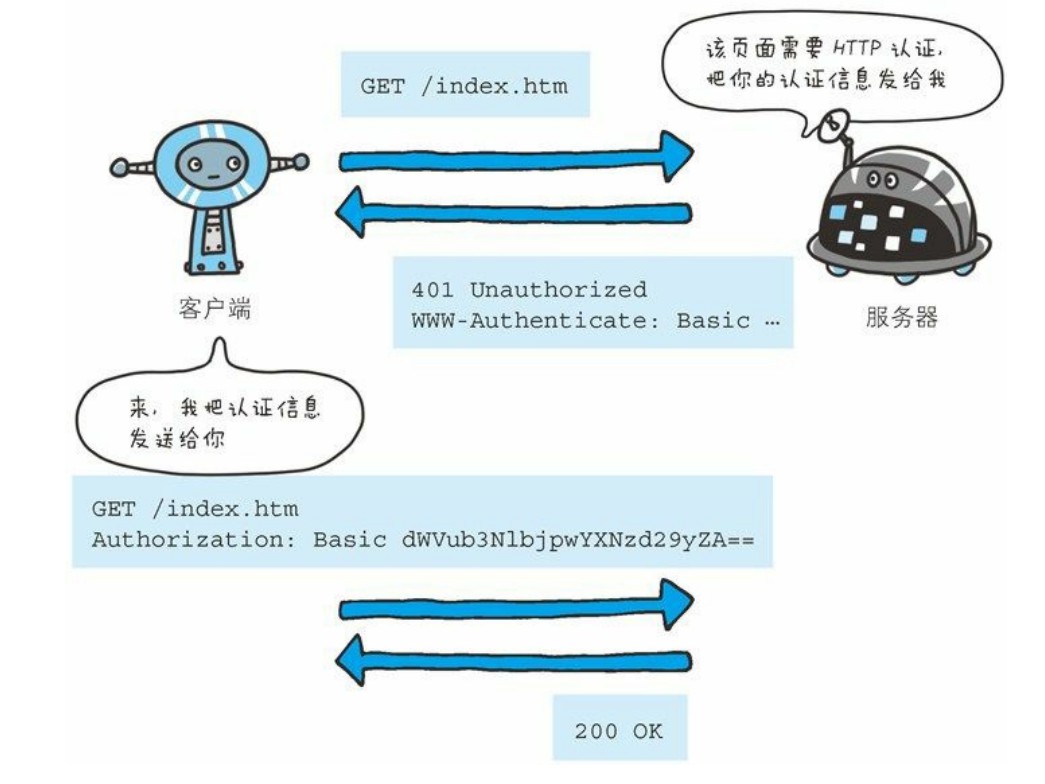 GET /index.htm
该页面需要 HTTP 认证,
把你的认证信息发给我
401 Unauthorized
WWW-Authenticate: Basic …
客户端
服务器
来, 我把认证信息
发送给你
GET /index.htm
Authorization: Basic dWVub3NlbjpwYXNzd29yZA==
200 OK